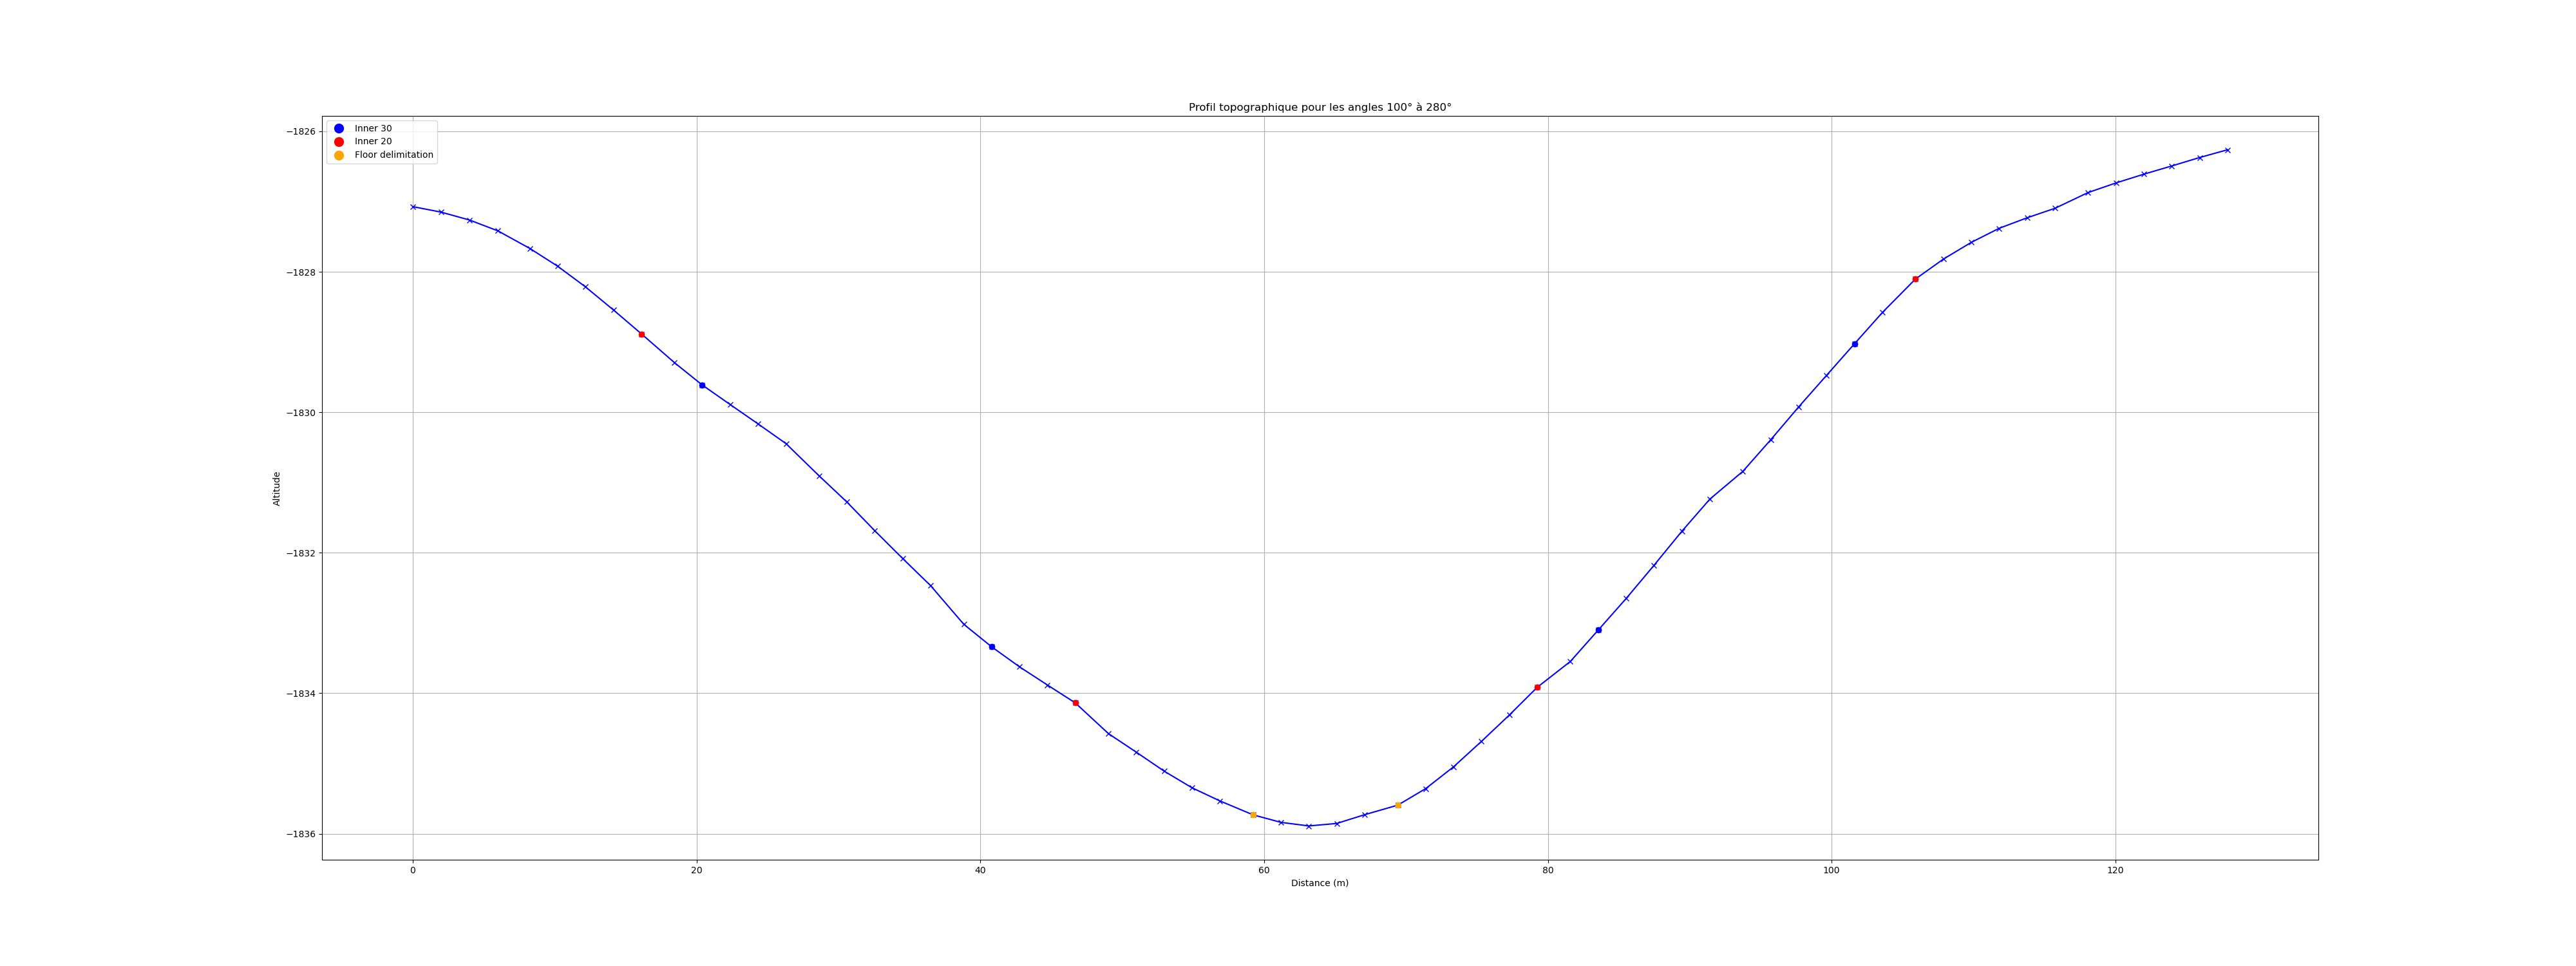 Profil topographique pour les angles 100° à 280°
Inner 30
Inner 20
Floor delimitation
−1826
−1828
−1830
−1832
−1834
−1836
Altitude
0 20 40 60 80 100 120
Distance (m)